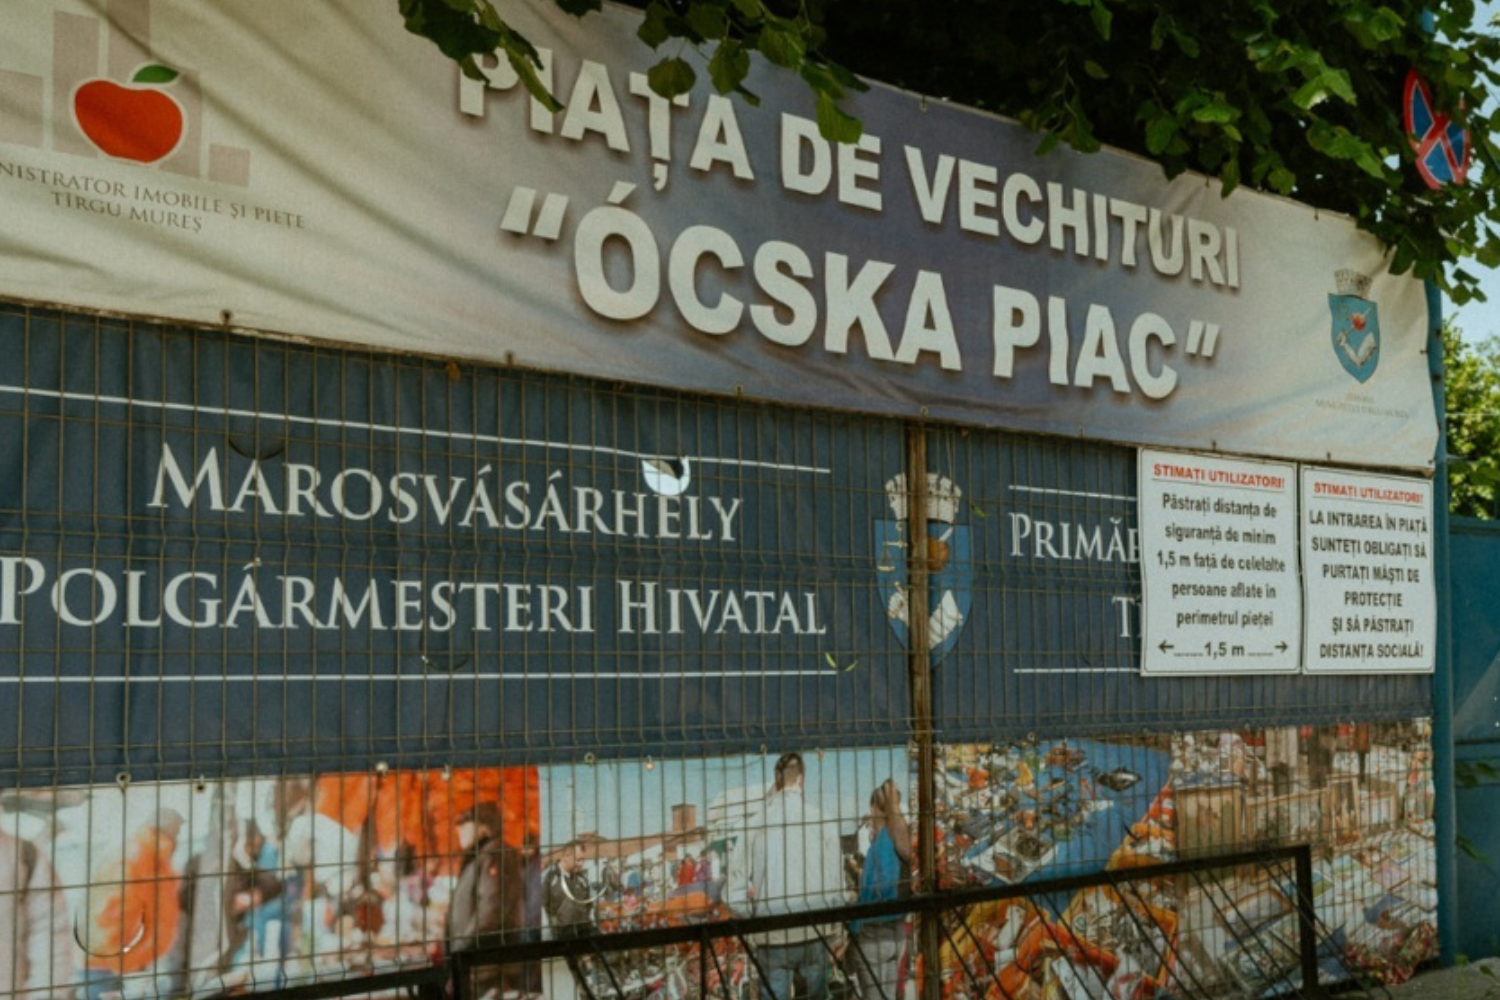 NISTRATOR IMOBILE ȘI PIEȚE
TÎRGU MUREȘ
PIAȚA DE VECHITURI
"ÓCSKA PIAC"
MAROSVÁSÁRHELY
POLGÁRMESTERI HIVATAL
PRIMĂ
T
STIMAȚI UTILIZATORI!
Păstrați distanța de
siguranță de minim
1,5 m față de celelalte
persoane aflate în
perimetrul pieței
←......1,5 m......→
STIMAȚI UTILIZATORI!
LA INTRAREA ÎN PIAȚĂ
SUNTEȚI OBLIGAȚI SĂ
PURTAȚI MĂȘTI DE
PROTECȚIE
ȘI SĂ PĂSTRAȚI
DISTANȚA SOCIALĂ!